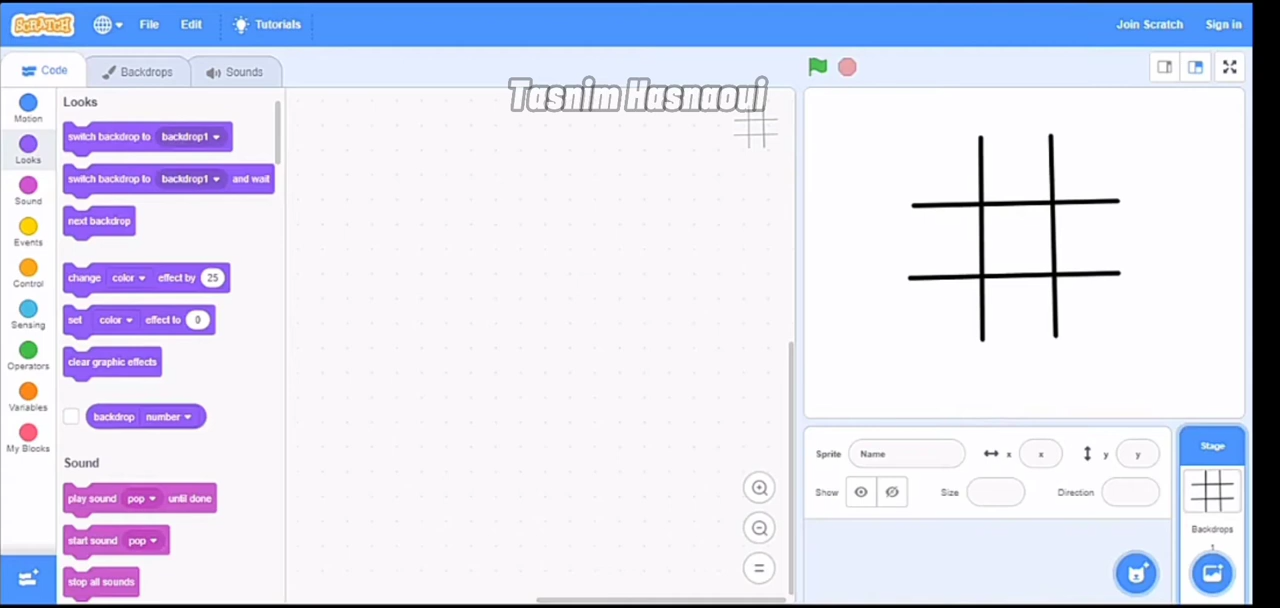 SCRATCH File Edit Tutorials Join Scratch Sign in
Code Backdrops Sounds
Tasnim Hasnaoui
Motion
Looks
Sound
Events
Control
Sensing
Operators
Variables
My Blocks
Looks
switch backdrop to backdrop1
switch backdrop to backdrop1 and wait
next backdrop
change color effect by 25
set color effect to 0
clear graphic effects
backdrop number
Sound
play sound pop until done
start sound pop
stop all sounds
Sprite Name x x y y
Show Size Direction
Stage
Backdrops
1